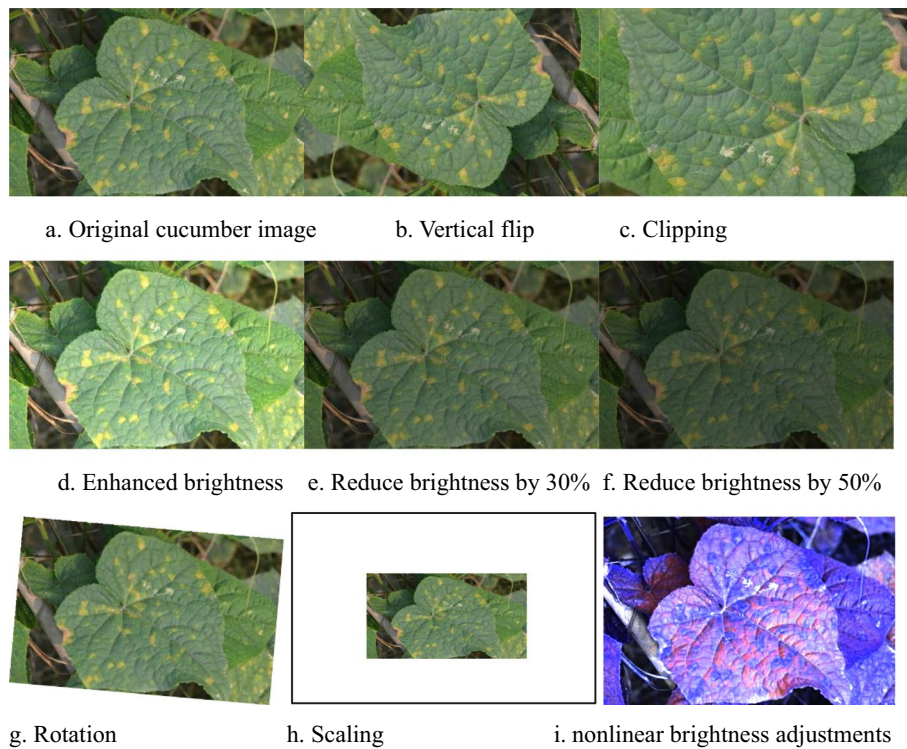 a. Original cucumber image b. Vertical flip c. Clipping
d. Enhanced brightness e. Reduce brightness by 30% f. Reduce brightness by 50%
g. Rotation h. Scaling i. nonlinear brightness adjustments